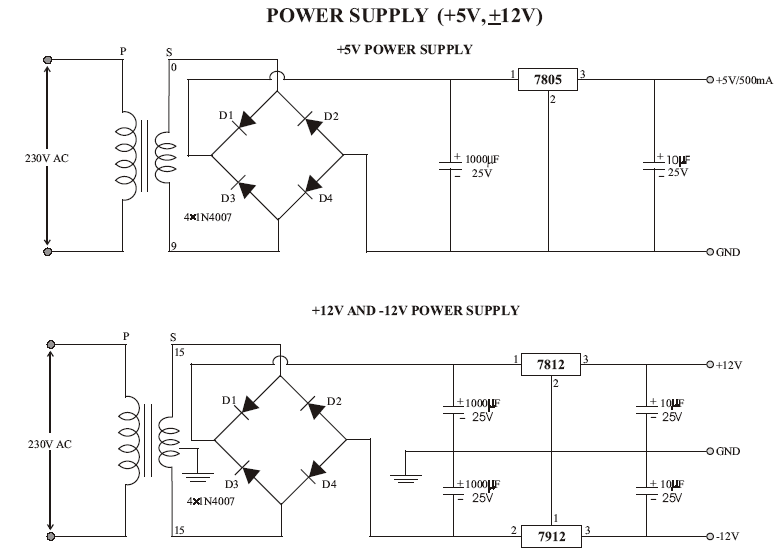 POWER SUPPLY (+5V, ±12V)
+5V POWER SUPPLY
P
S
0
1
7805
3
+5V/500mA
2
D1
D2
230V AC
+ 1000µF
− 25V
+ 10µF
− 25V
D3
D4
4×1N4007
9
GND
+12V AND -12V POWER SUPPLY
P
S
15
1
7812
3
+12V
2
D1
D2
+ 1000µF
− 25V
+ 10µF
− 25V
230V AC
GND
D3
D4
+ 1000µF
− 25V
+ 10µF
− 25V
4×1N4007
15
1
2
7912
3
-12V